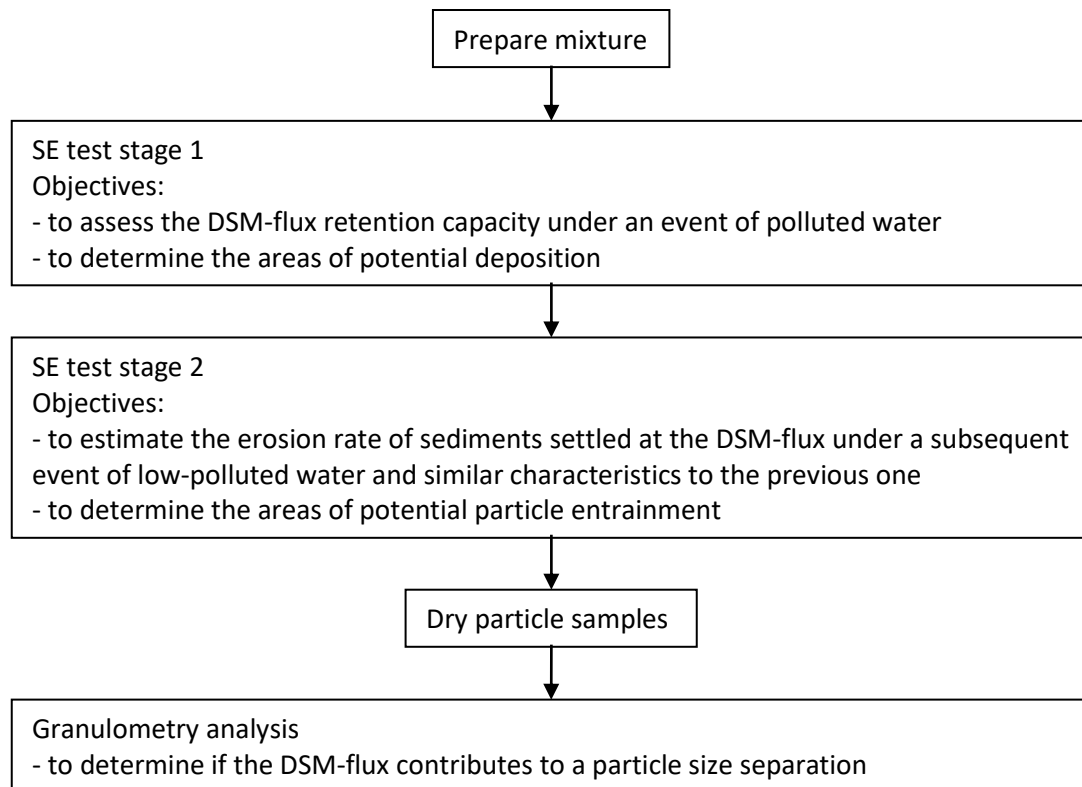 Prepare mixture
SE test stage 1
Objectives:
- to assess the DSM-flux retention capacity under an event of polluted water
- to determine the areas of potential deposition
SE test stage 2
Objectives:
- to estimate the erosion rate of sediments settled at the DSM-flux under a subsequent
event of low-polluted water and similar characteristics to the previous one
- to determine the areas of potential particle entrainment
Dry particle samples
Granulometry analysis
- to determine if the DSM-flux contributes to a particle size separation